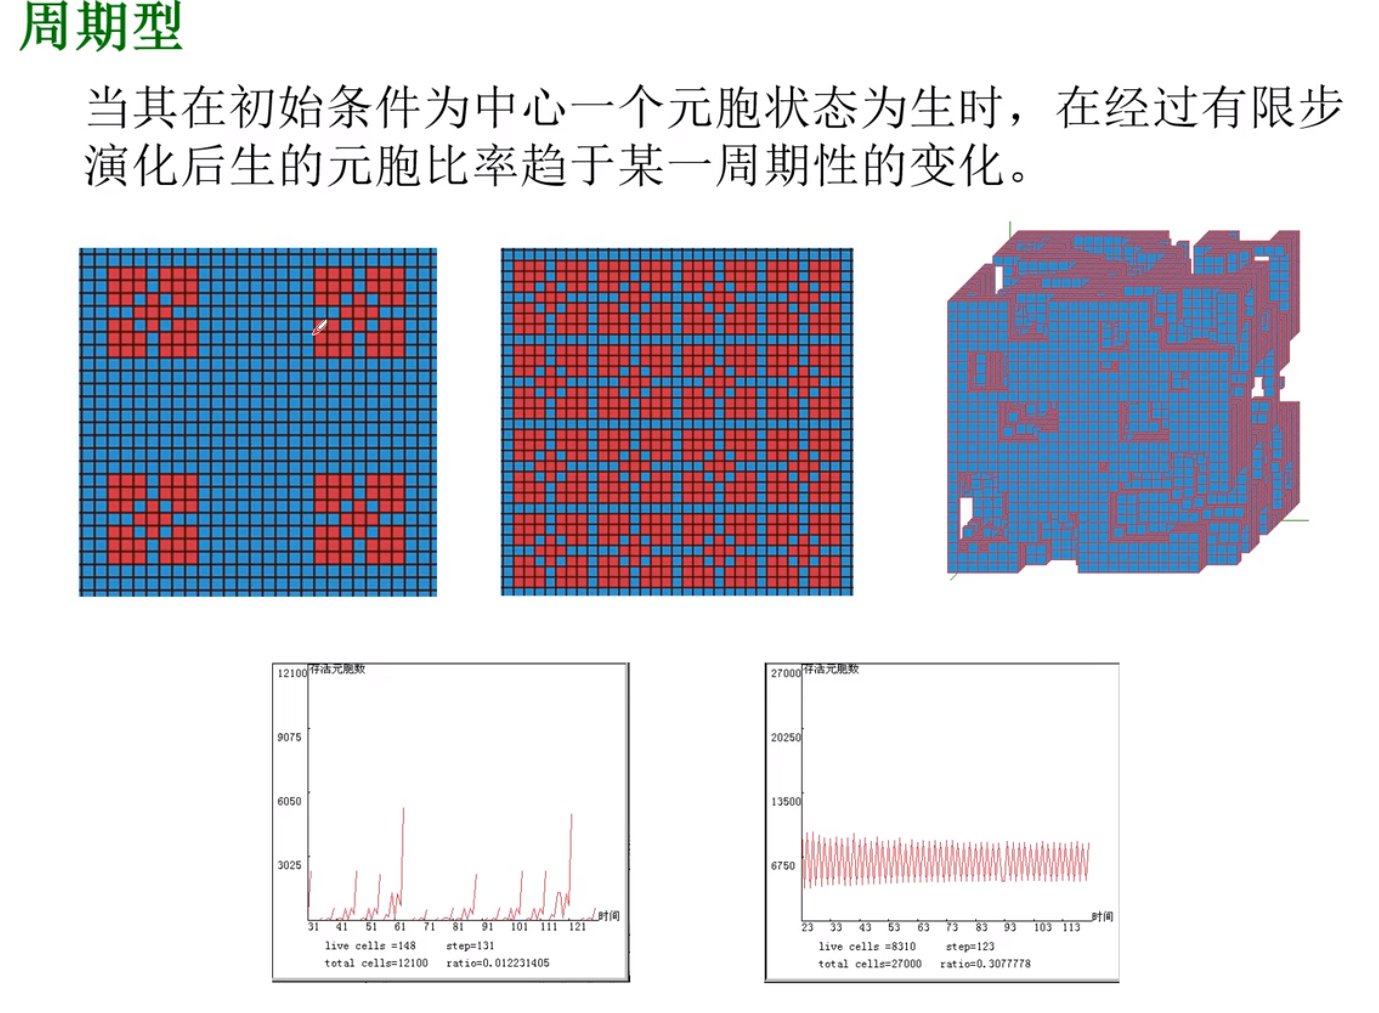 周期型
当其在初始条件为中心一个元胞状态为生时，在经过有限步
演化后生的元胞比率趋于某一周期性的变化。
12100 存活元胞数
9075
6050
3025
时间
31 41 51 61 71 81 91 101 111 121
live cells =148 step=131
total cells=12100 ratio=0.012231405
27000 存活元胞数
20250
13500
6750
时间
23 33 43 53 63 73 83 93 103 113
live cells =8310 step=123
total cells=27000 ratio=0.3077778